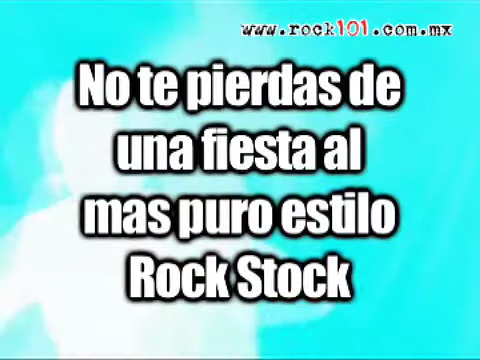 www.rock101.com.mx
No te pierdas de
una fiesta al
mas puro estilo
Rock Stock